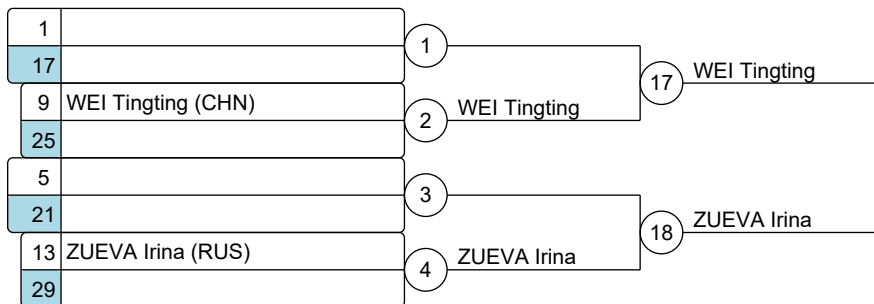 1
17
1
9 WEI Tingting (CHN)
25
2
WEI Tingting
17
WEI Tingting
5
21
3
13 ZUEVA Irina (RUS)
29
4
ZUEVA Irina
18
ZUEVA Irina